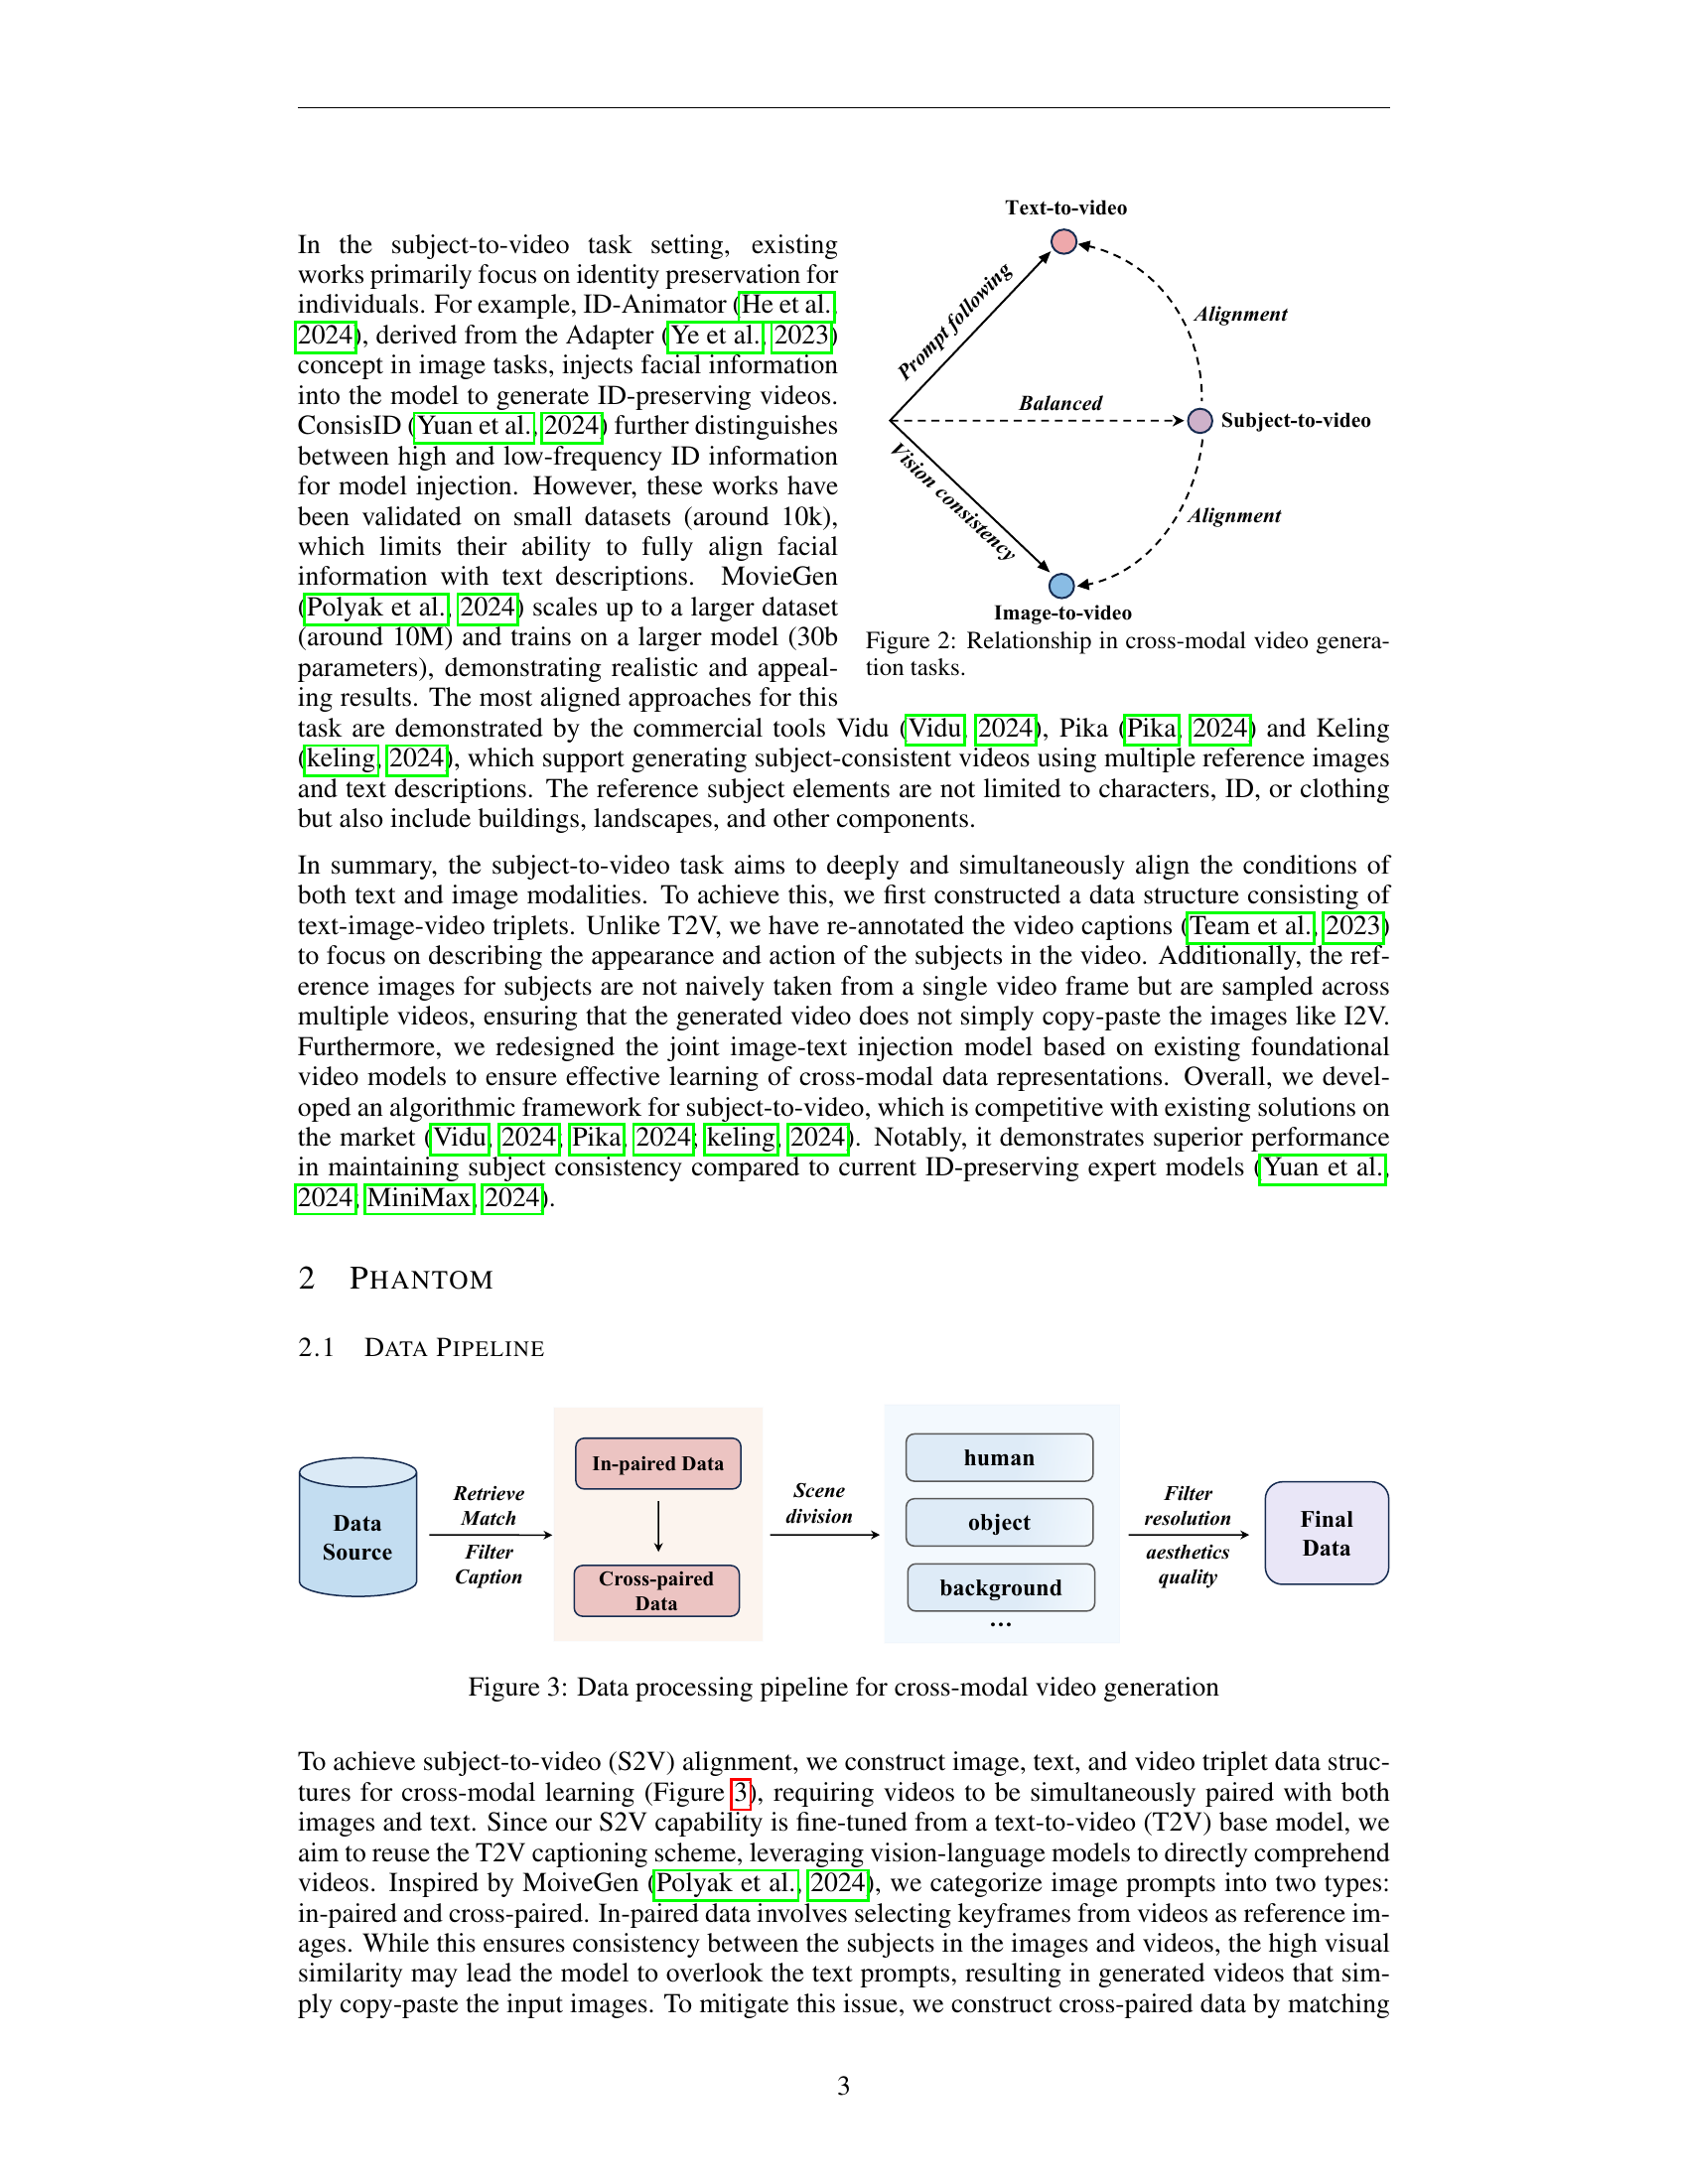 In the subject-to-video task setting, existing
works primarily focus on identity preservation for
individuals. For example, ID-Animator (He et al.,
2024), derived from the Adapter (Ye et al., 2023)
concept in image tasks, injects facial information
into the model to generate ID-preserving videos.
ConsisID (Yuan et al., 2024) further distinguishes
between high and low-frequency ID information
for model injection. However, these works have
been validated on small datasets (around 10k),
which limits their ability to fully align facial
information with text descriptions. MovieGen
(Polyak et al., 2024) scales up to a larger dataset
(around 10M) and trains on a larger model (30b
parameters), demonstrating realistic and appeal-
ing results. The most aligned approaches for this
task are demonstrated by the commercial tools Vidu (Vidu, 2024), Pika (Pika, 2024) and Keling
(keling, 2024), which support generating subject-consistent videos using multiple reference images
and text descriptions. The reference subject elements are not limited to characters, ID, or clothing
but also include buildings, landscapes, and other components.
Text-to-video
Prompt following
Alignment
Balanced
Subject-to-video
Vision consistency
Alignment
Image-to-video
Figure 2: Relationship in cross-modal video genera-
tion tasks.
In summary, the subject-to-video task aims to deeply and simultaneously align the conditions of
both text and image modalities. To achieve this, we first constructed a data structure consisting of
text-image-video triplets. Unlike T2V, we have re-annotated the video captions (Team et al., 2023)
to focus on describing the appearance and action of the subjects in the video. Additionally, the ref-
erence images for subjects are not naively taken from a single video frame but are sampled across
multiple videos, ensuring that the generated video does not simply copy-paste the images like I2V.
Furthermore, we redesigned the joint image-text injection model based on existing foundational
video models to ensure effective learning of cross-modal data representations. Overall, we devel-
oped an algorithmic framework for subject-to-video, which is competitive with existing solutions on
the market (Vidu, 2024; Pika, 2024; keling, 2024). Notably, it demonstrates superior performance
in maintaining subject consistency compared to current ID-preserving expert models (Yuan et al.,
2024; MiniMax, 2024).
2 PHANTOM
2.1 DATA PIPELINE
Data
Source
Retrieve
Match
Filter
Caption
In-paired Data
Cross-paired
Data
Scene
division
human
object
background
...
Filter
resolution
aesthetics
quality
Final
Data
Figure 3: Data processing pipeline for cross-modal video generation
To achieve subject-to-video (S2V) alignment, we construct image, text, and video triplet data struc-
tures for cross-modal learning (Figure 3), requiring videos to be simultaneously paired with both
images and text. Since our S2V capability is fine-tuned from a text-to-video (T2V) base model, we
aim to reuse the T2V captioning scheme, leveraging vision-language models to directly comprehend
videos. Inspired by MoiveGen (Polyak et al., 2024), we categorize image prompts into two types:
in-paired and cross-paired. In-paired data involves selecting keyframes from videos as reference im-
ages. While this ensures consistency between the subjects in the images and videos, the high visual
similarity may lead the model to overlook the text prompts, resulting in generated videos that sim-
ply copy-paste the input images. To mitigate this issue, we construct cross-paired data by matching
3